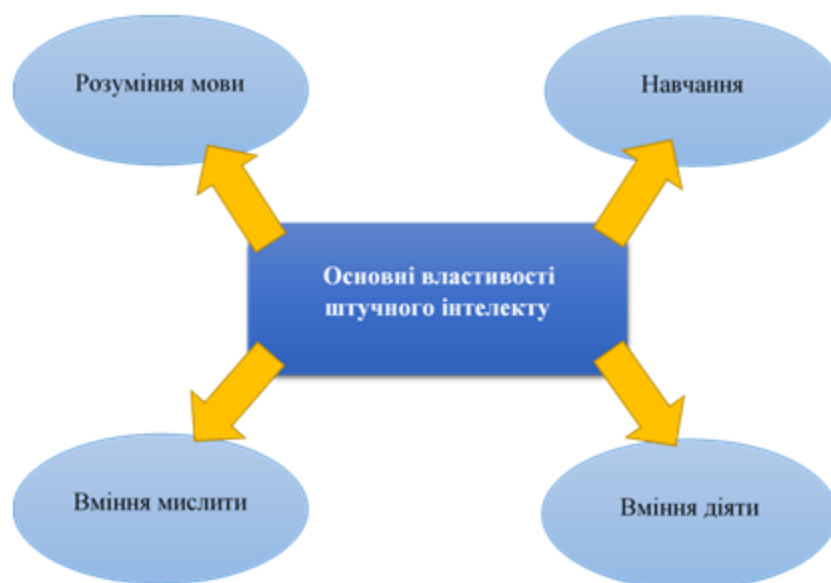 Розуміння мови
Навчання
Основні властивості
штучного інтелекту
Вміння мислити
Вміння діяти